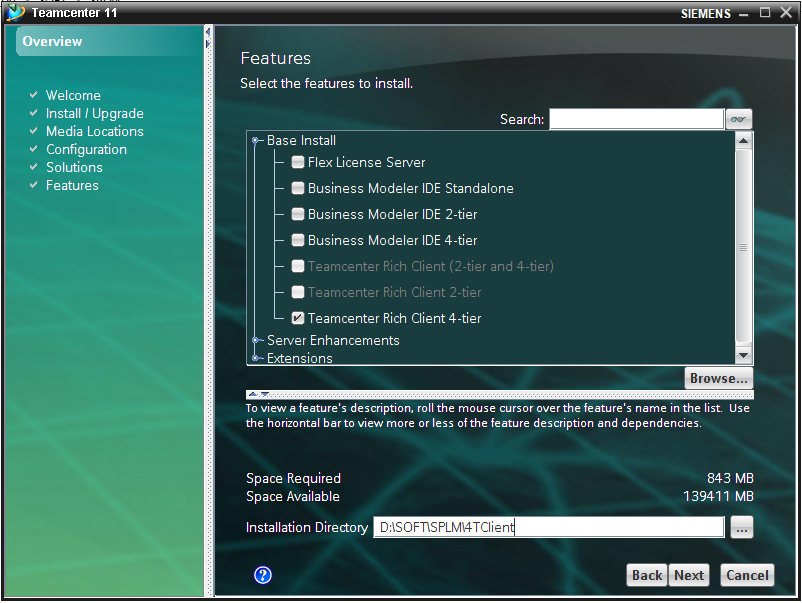 Teamcenter 11
SIEMENS
Overview
Welcome
Install / Upgrade
Media Locations
Configuration
Solutions
Features
Features
Select the features to install.
Search:
Base Install
Flex License Server
Business Modeler IDE Standalone
Business Modeler IDE 2-tier
Business Modeler IDE 4-tier
Teamcenter Rich Client (2-tier and 4-tier)
Teamcenter Rich Client 2-tier
Teamcenter Rich Client 4-tier
Server Enhancements
Extensions
Browse...
To view a feature's description, roll the mouse cursor over the feature's name in the list. Use
the horizontal bar to view more or less of the feature description and dependencies.
Space Required 843 MB
Space Available 139411 MB
Installation Directory D:\SOFT\SPLM\4TClient ...
? Back Next Cancel